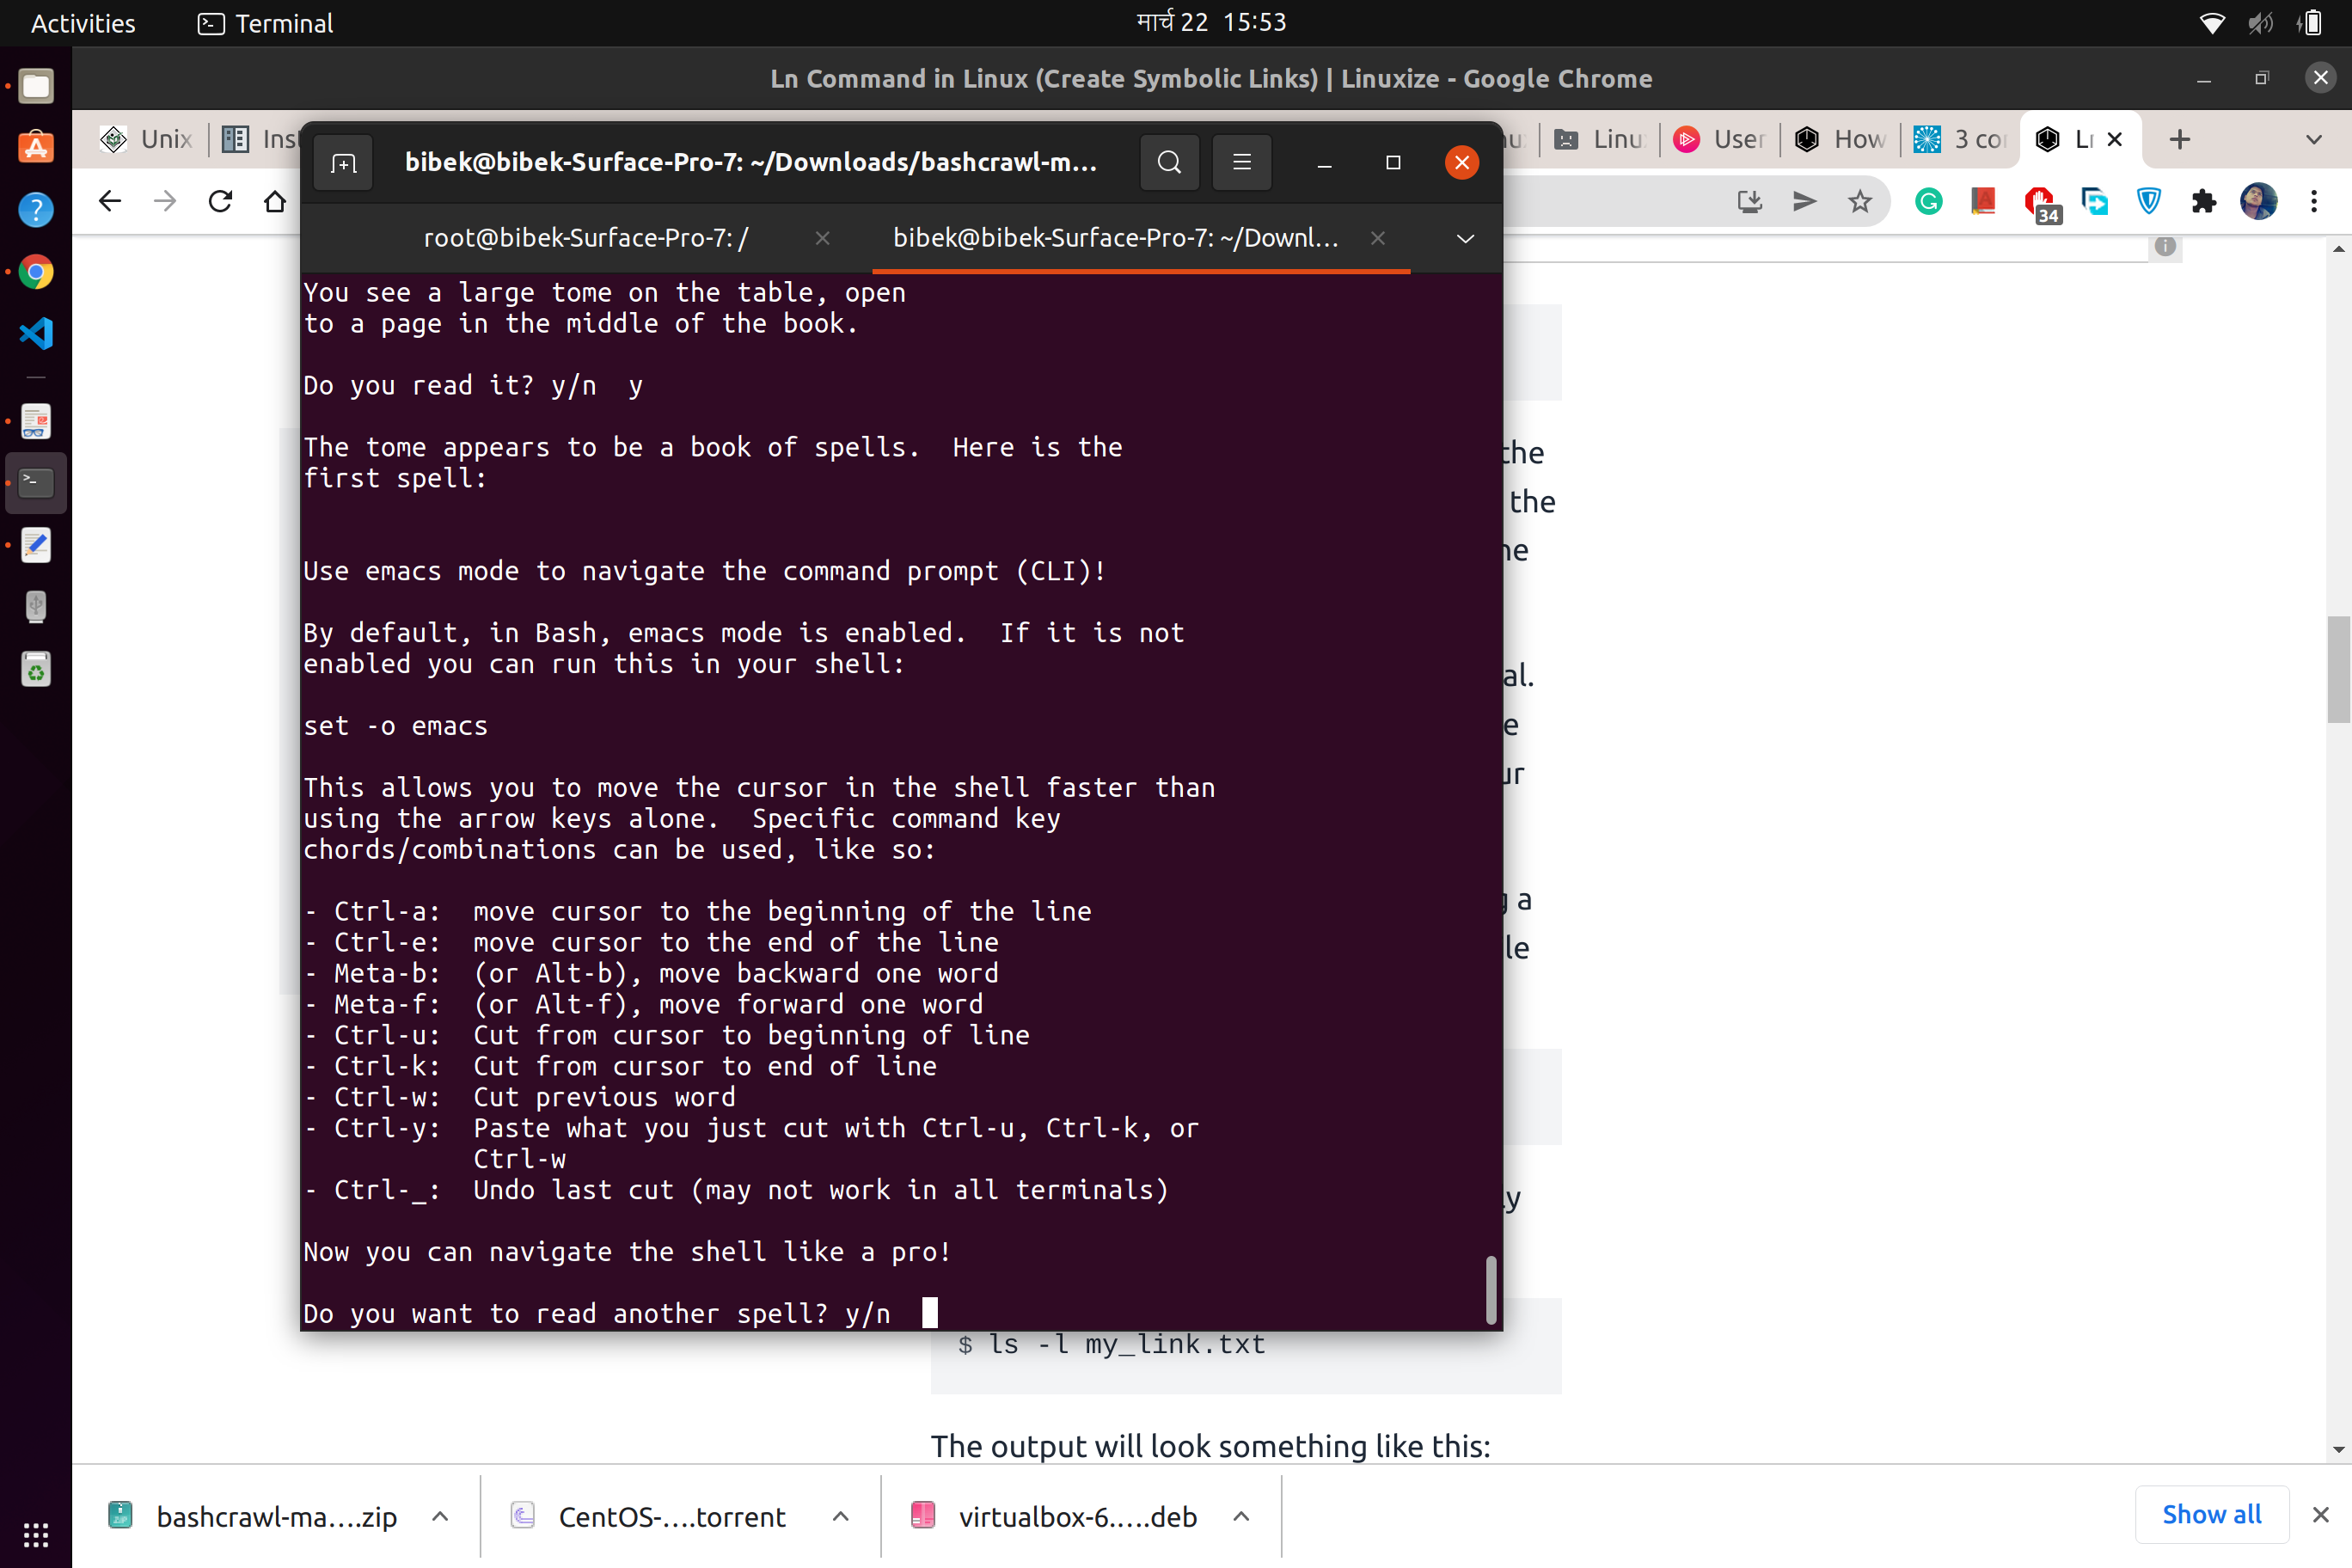 Activities
Terminal
मार्च 22 15:53
Ln Command in Linux (Create Symbolic Links) | Linuxize - Google Chrome
Unix
User
How
3
34
bibek@bibek-Surface-Pro-7: ~/Downloads/bashcrawl-m...
root@bibek-Surface-Pro-7: /
bibek@bibek-Surface-Pro-7: ~/Downl...
You see a large tome on the table, open
to a page in the middle of the book.
Do you read it? y/n  y
The tome appears to be a book of spells.  Here is the
first spell:
Use emacs mode to navigate the command prompt (CLI)!
By default, in Bash, emacs mode is enabled.  If it is not
enabled you can run this in your shell:
set -o emacs
This allows you to move the cursor in the shell faster than
using the arrow keys alone.  Specific command key
chords/combinations can be used, like so:
- Ctrl-a:  move cursor to the beginning of the line
- Ctrl-e:  move cursor to the end of the line
- Meta-b:  (or Alt-b), move backward one word
- Meta-f:  (or Alt-f), move forward one word
- Ctrl-u:  Cut from cursor to beginning of line
- Ctrl-k:  Cut from cursor to end of line
- Ctrl-w:  Cut previous word
- Ctrl-y:  Paste what you just cut with Ctrl-u, Ctrl-k, or
Ctrl-w
- Ctrl-_:  Undo last cut (may not work in all terminals)
Now you can navigate the shell like a pro!
Do you want to read another spell? y/n
the
the
a
$ ls -l my_link.txt
The output will look something like this:
bashcrawl-ma....zip
CentOS-....torrent
virtualbox-6.....deb
Show all